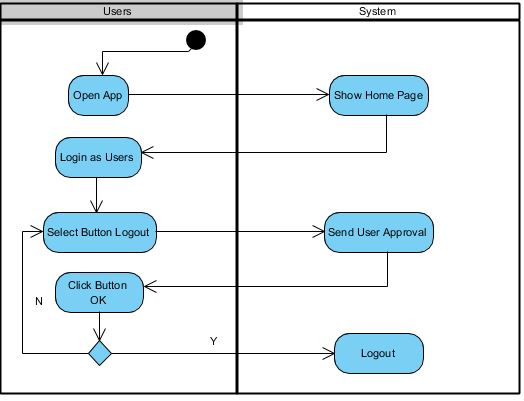 Users
System
Open App
Show Home Page
Login as Users
Select Button Logout
Send User Approval
Click Button
OK
N
Y
Logout